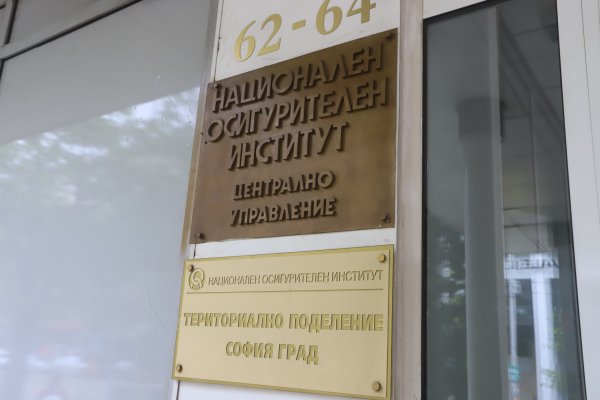 62-64
НАЦИОНАЛЕН
ОСИГУРИТЕЛЕН
ИНСТИТУТ
ЦЕНТРАЛНО
УПРАВЛЕНИЕ
НАЦИОНАЛЕН ОСИГУРИТЕЛЕН ИНСТИТУТ
ТЕРИТОРИАЛНО ПОДЕЛЕНИЕ
СОФИЯ ГРАД